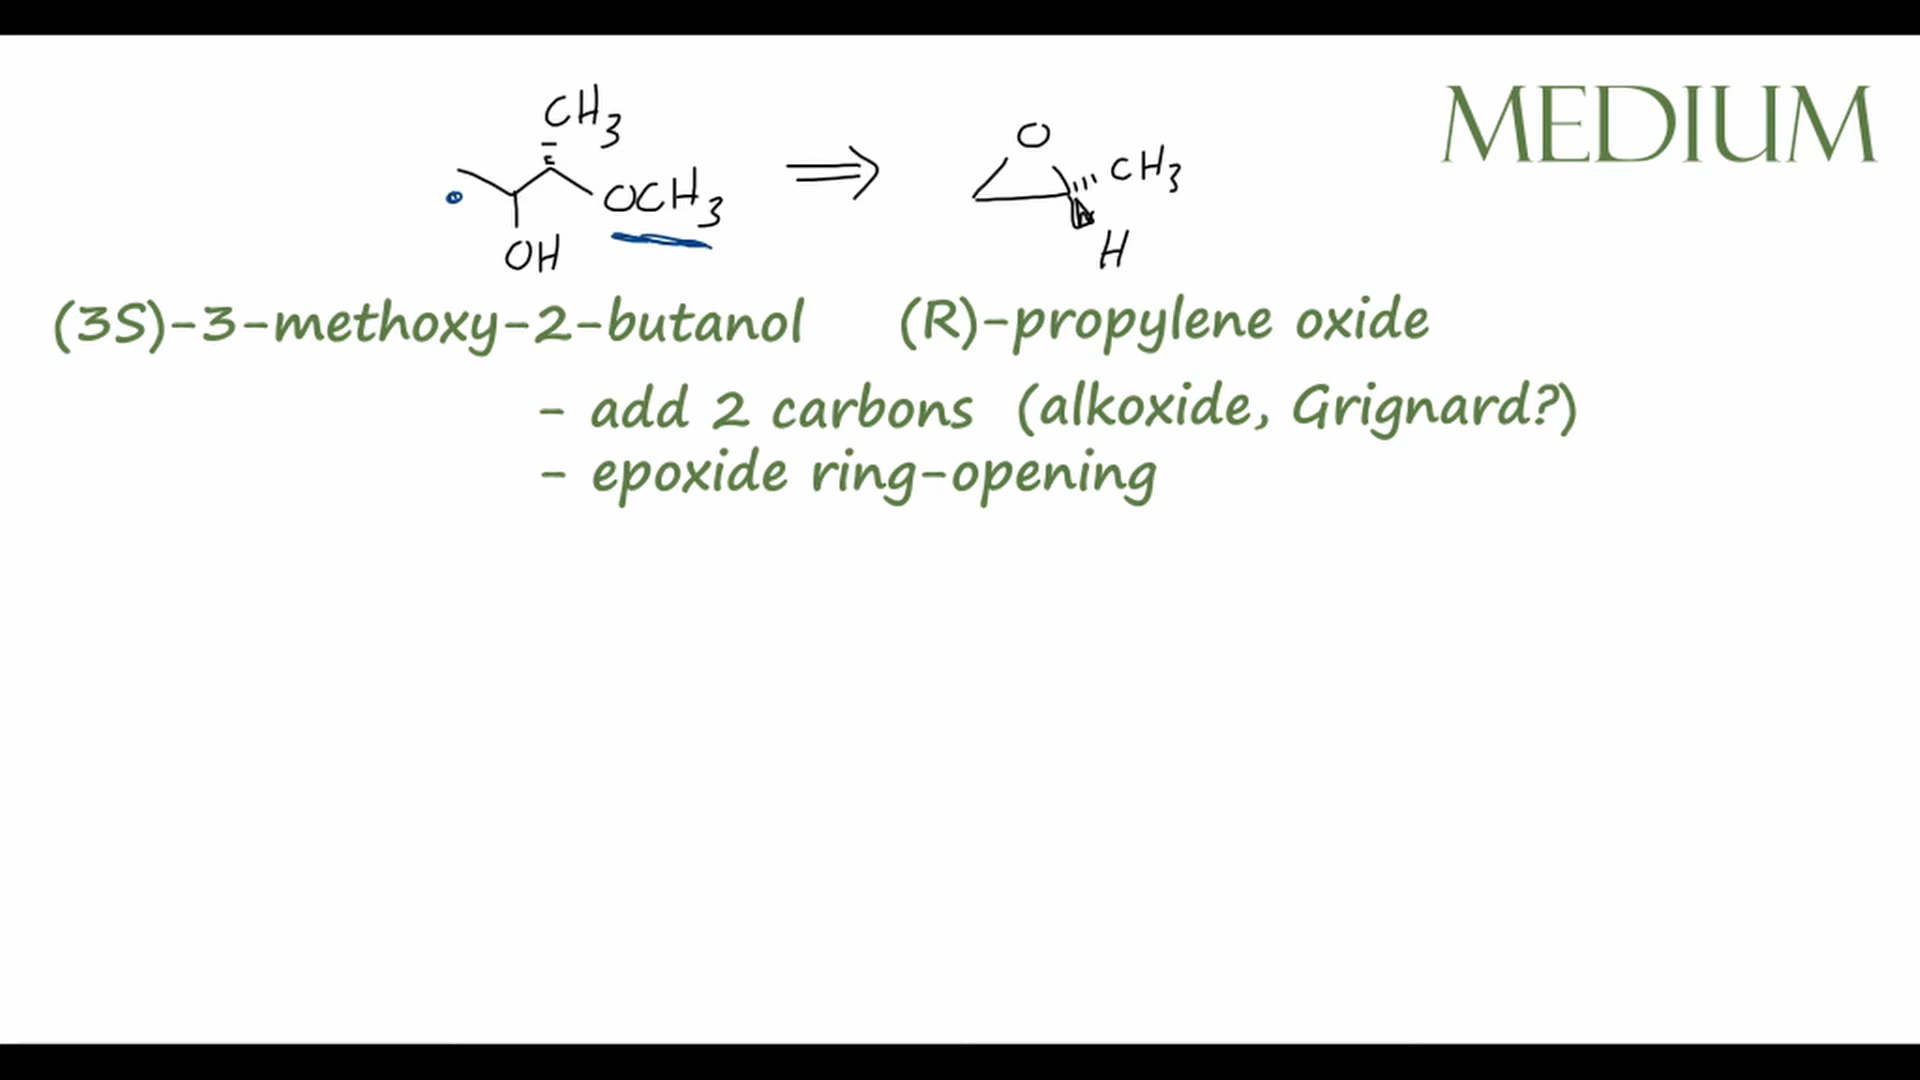 MEDIUM
CH3
OCH3
OH
O
CH3
H
(3S)-3-methoxy-2-butanol (R)-propylene oxide
- add 2 carbons (alkoxide, Grignard?)
- epoxide ring-opening